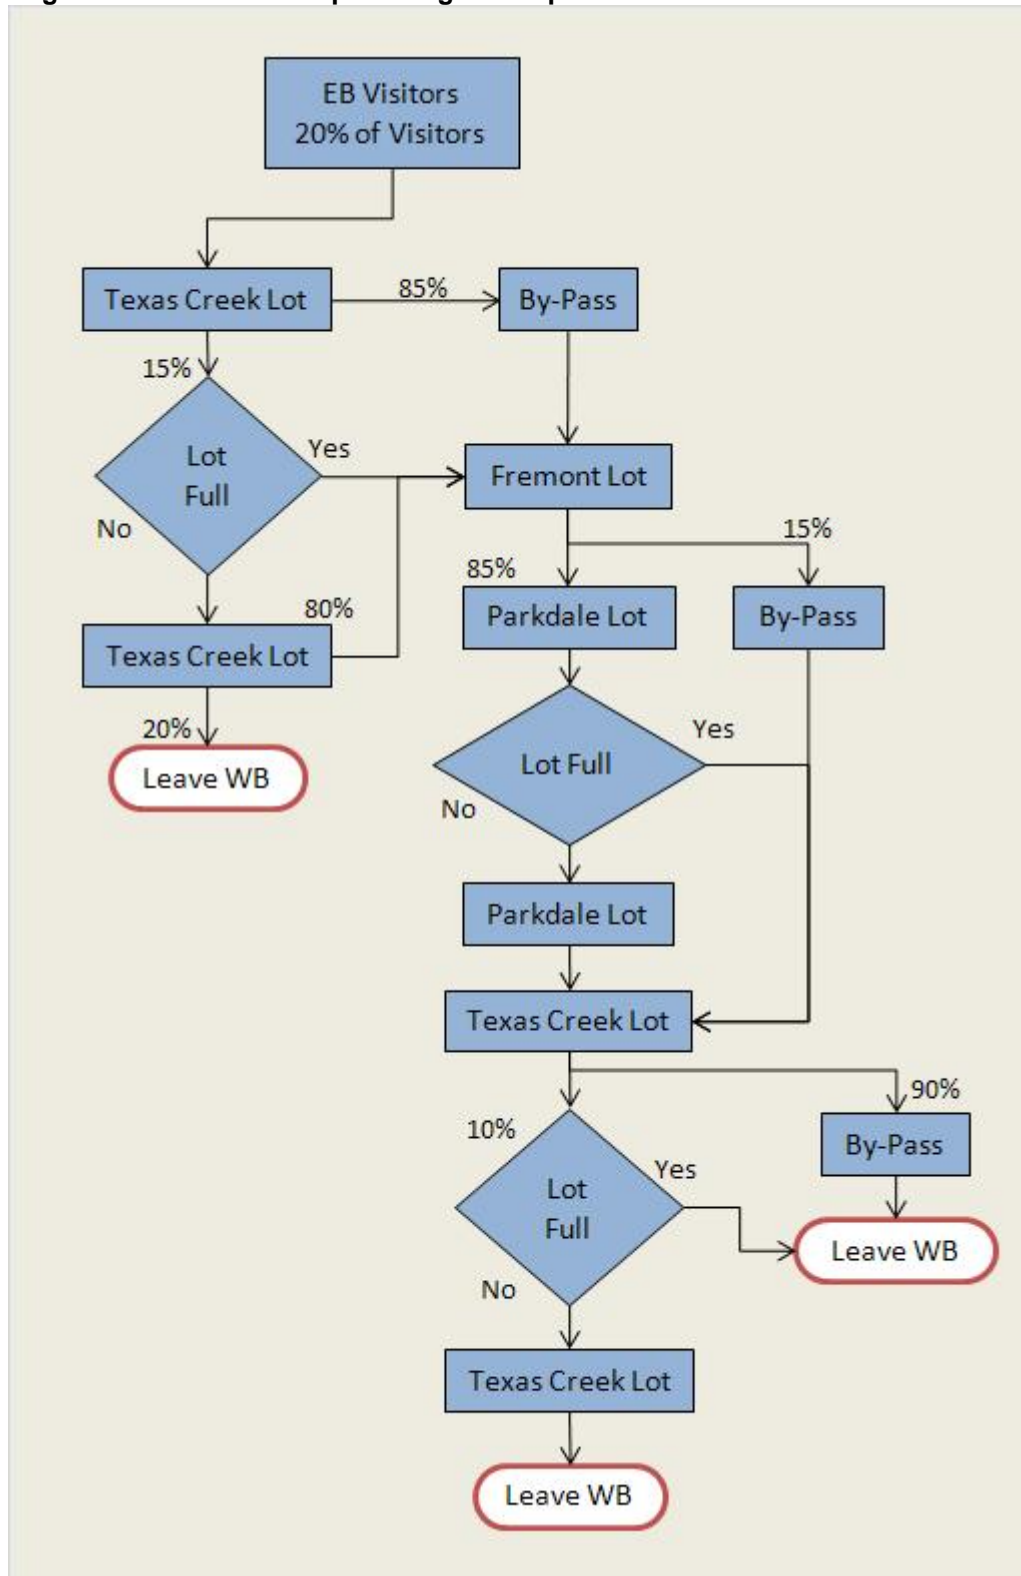 EB Visitors
20% of Visitors
Texas Creek Lot
85%
By-Pass
15%
Lot
Full
Yes
No
Fremont Lot
15%
85%
Parkdale Lot
By-Pass
80%
Texas Creek Lot
20%
Leave WB
Lot Full
Yes
No
Parkdale Lot
Texas Creek Lot
90%
10%
By-Pass
Lot
Full
Yes
Leave WB
No
Texas Creek Lot
Leave WB